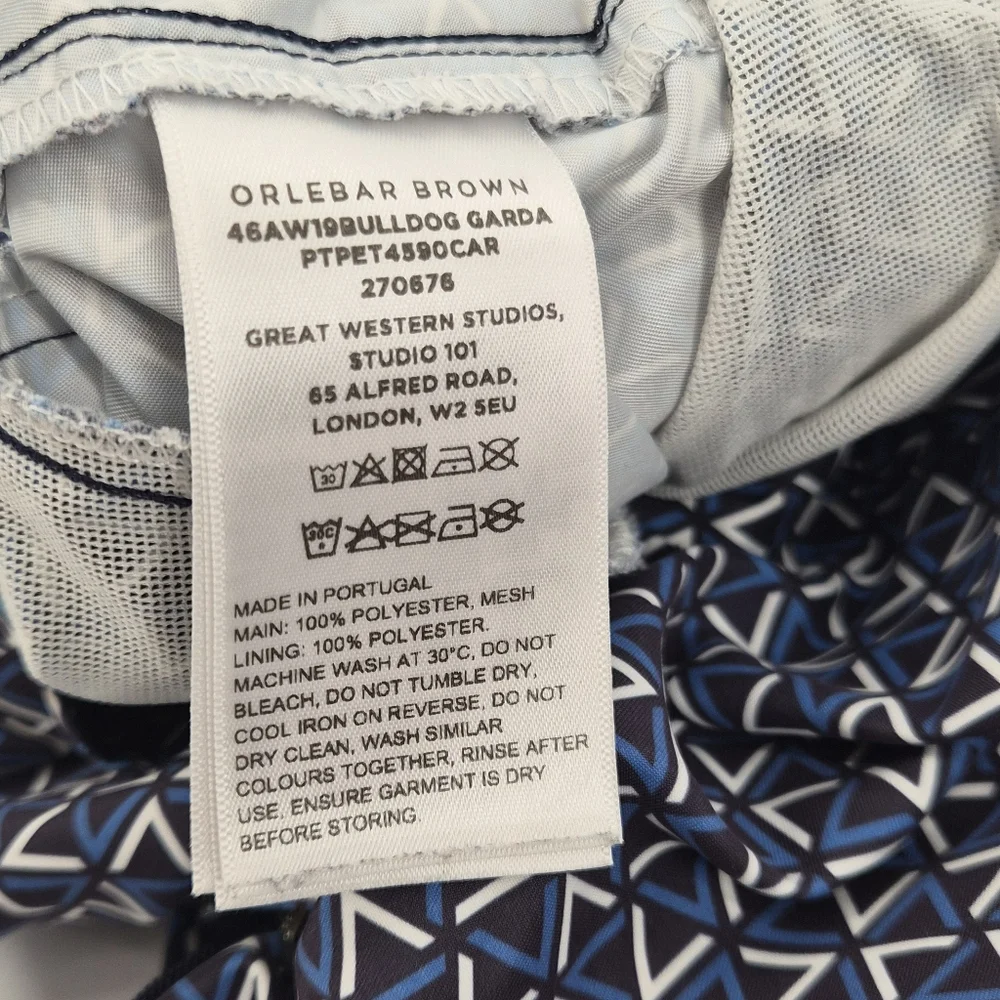 ORLEBAR BROWN
46AW19BULLDOG GARDA
PTPET4590CAR
270676
GREAT WESTERN STUDIOS,
STUDIO 101
65 ALFRED ROAD,
LONDON, W2 5EU
30
30C
MADE IN PORTUGAL
MAIN: 100% POLYESTER, MESH
LINING: 100% POLYESTER.
MACHINE WASH AT 30°C, DO NOT
BLEACH, DO NOT TUMBLE DRY,
COOL IRON ON REVERSE, DO NOT
DRY CLEAN, WASH SIMILAR
COLOURS TOGETHER, RINSE AFTER
USE. ENSURE GARMENT IS DRY
BEFORE STORING.